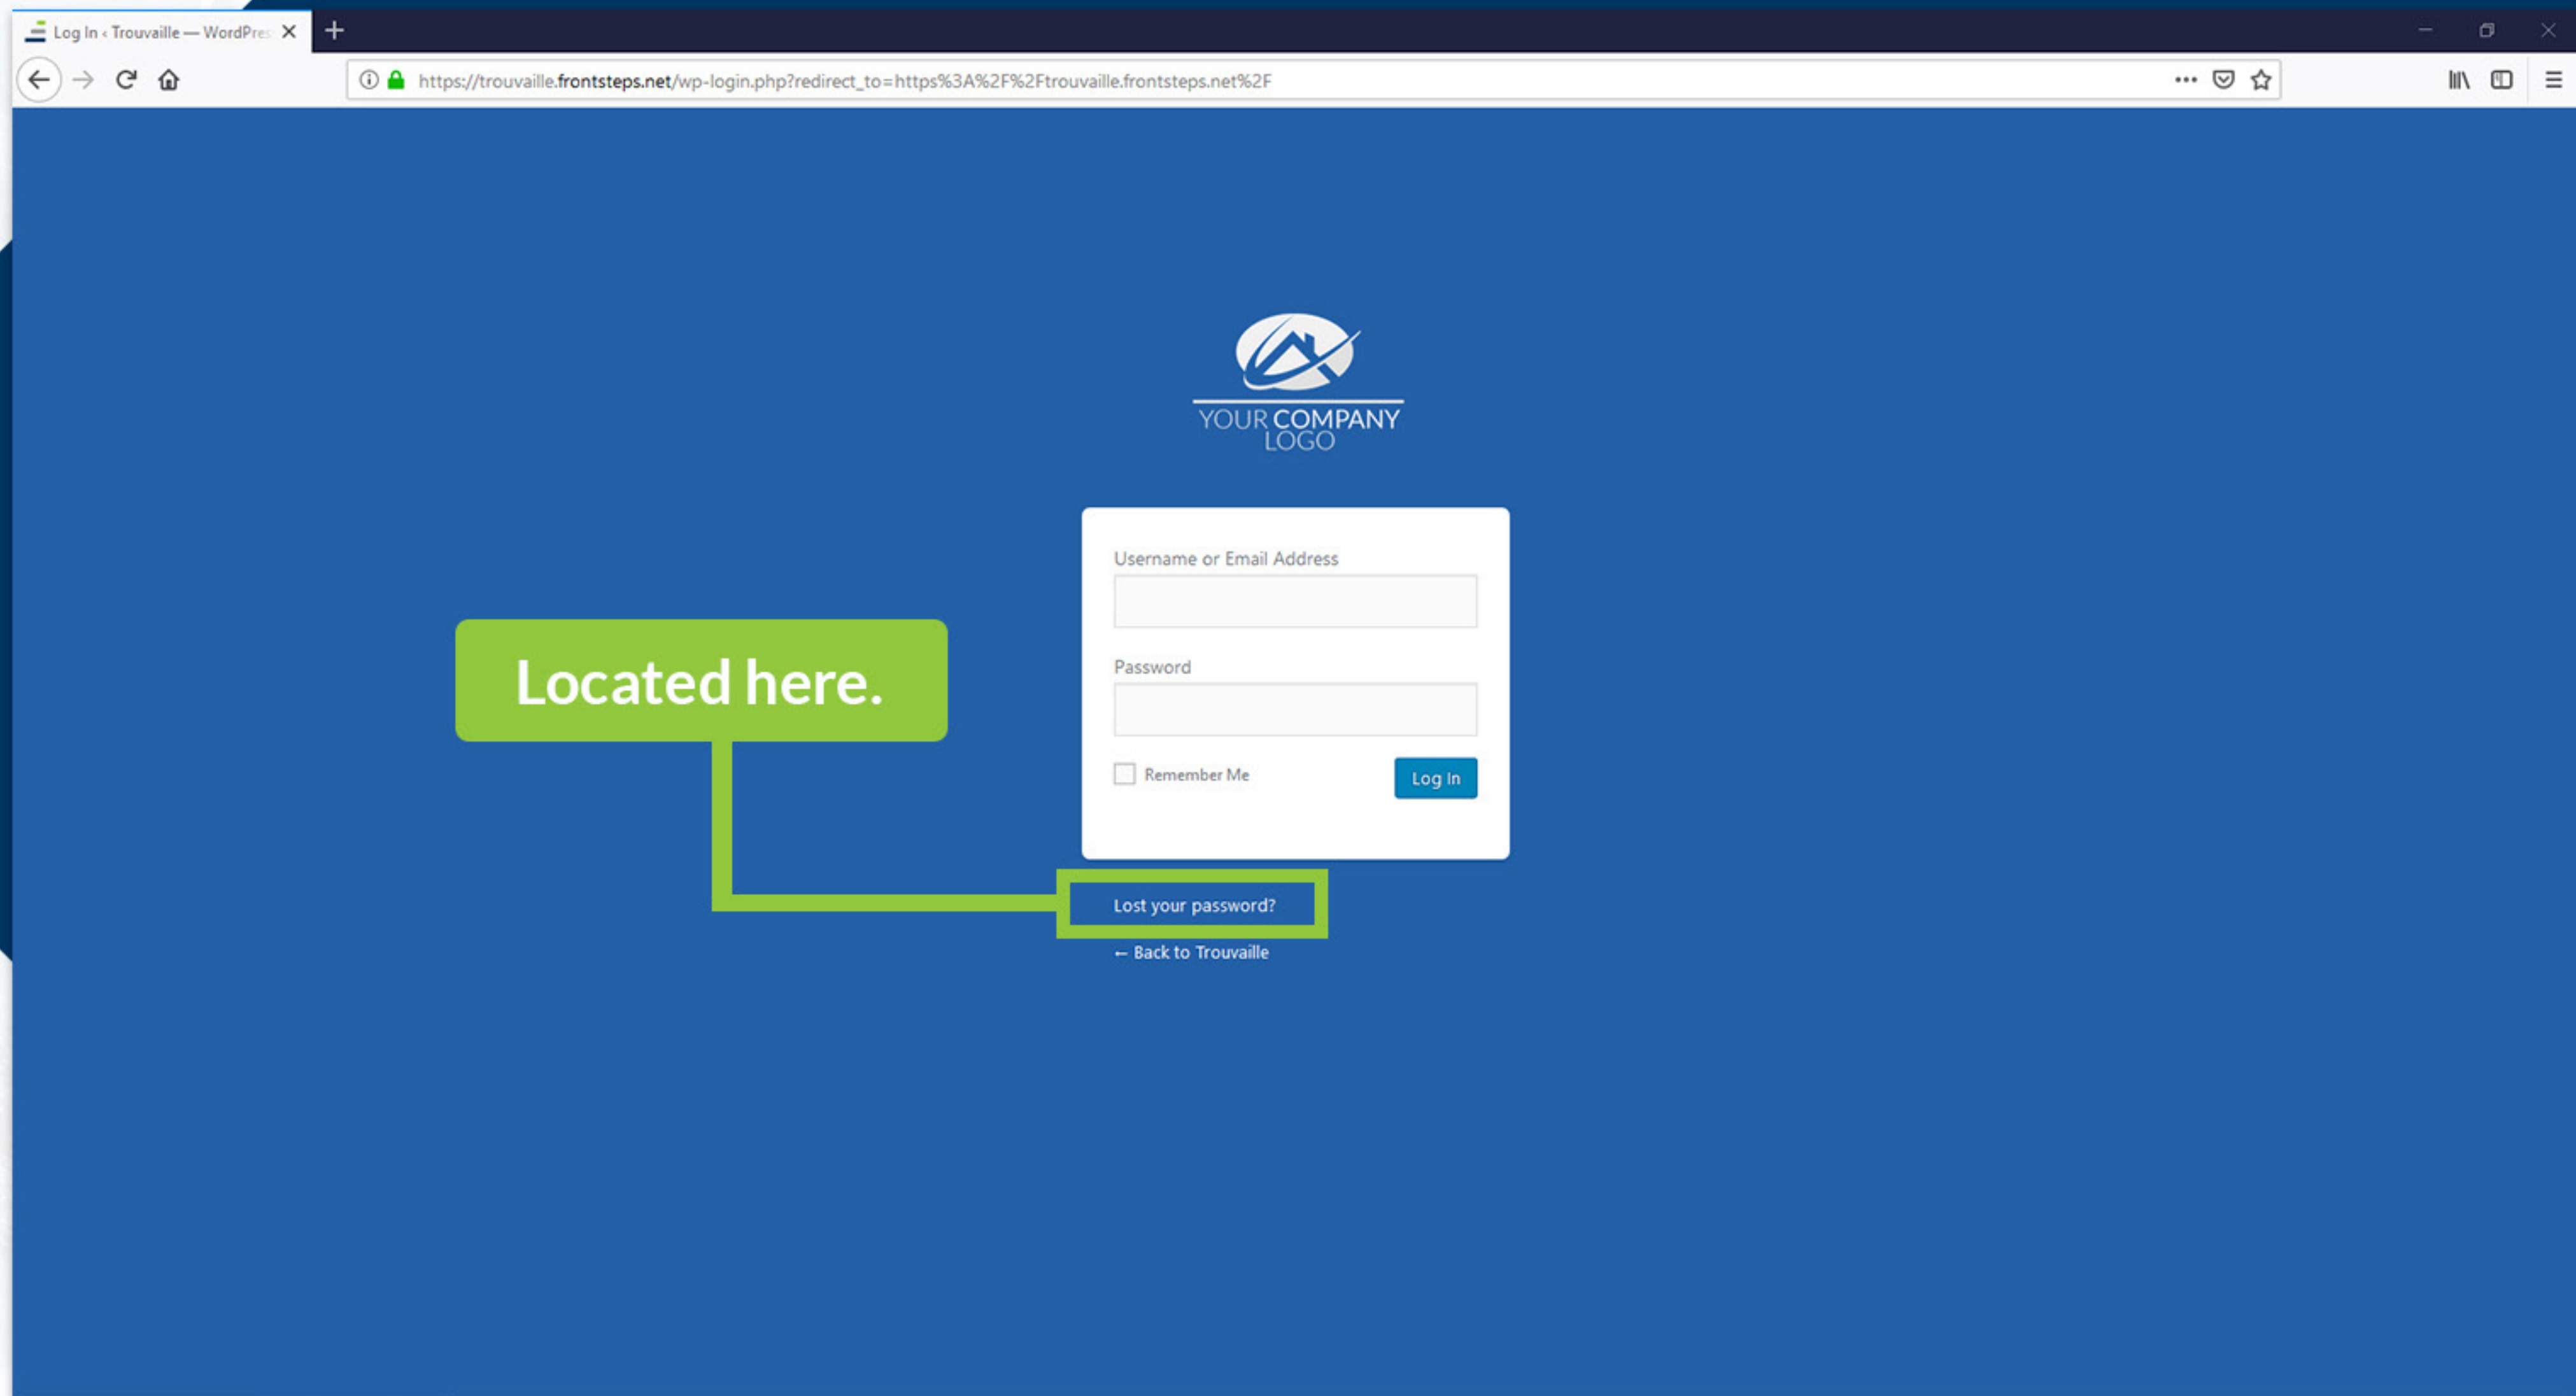 Log In ‹ Trouvaille — WordPres
https://trouvaille.frontsteps.net/wp-login.php?redirect_to=https%3A%2F%2Ftrouvaille.frontsteps.net%2F
YOUR COMPANY
LOGO
Username or Email Address
Located here.
Password
Remember Me
Log In
Lost your password?
← Back to Trouvaille